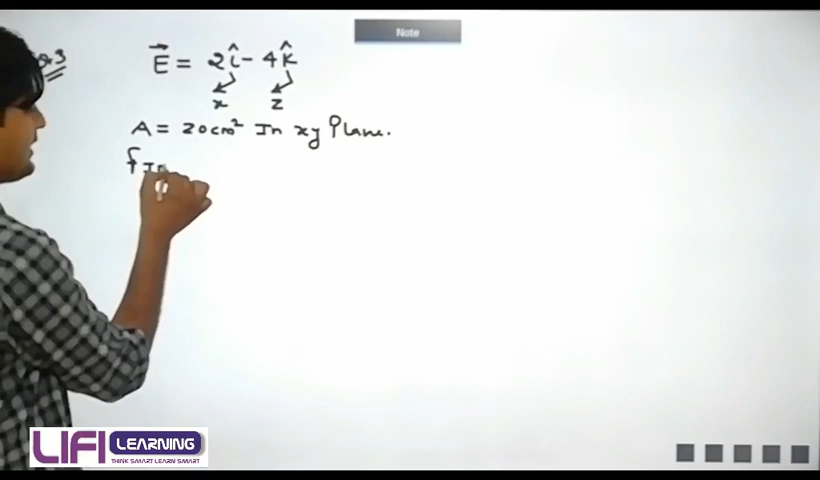 Note
E⃗ = 2î - 4k̂
x z
A = 20cm² In xy Plane.
LIFI LEARNING
THINK SMART LEARN SMART